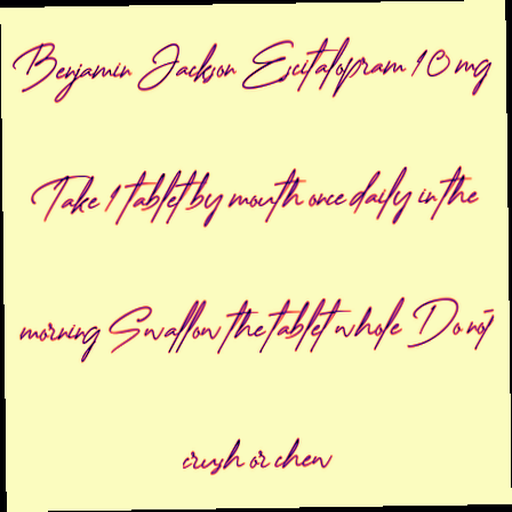 Benjamin Jackson Escitalopram 10 mg
Take 1 tablet by mouth once daily in the
morning Swallow the tablet whole Do not
crush or chew